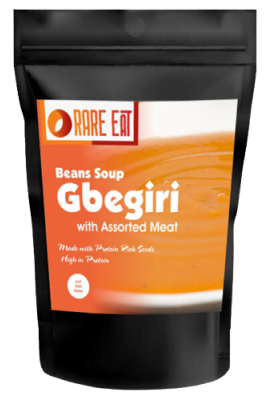 RARE EAT
Beans Soup
Gbegiri
with Assorted Meat
Made with Protein Rich Seeds
High in Protein